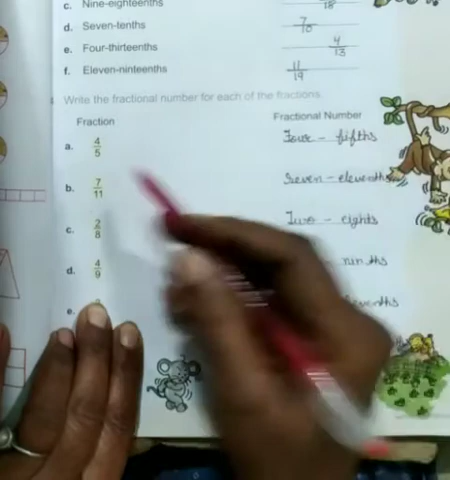 c. Nine-eighteenths 18
d. Seven-tenths 7/10
e. Four-thirteenths 4/13
f. Eleven-ninteenths 11/19
Write the fractional number for each of the fractions.
Fraction Fractional Number
a. 4/5 Four - fifths
b. 7/11 Seven - elevenths
c. 2/8 Two - eights
d. 4/9 - ninths
e.